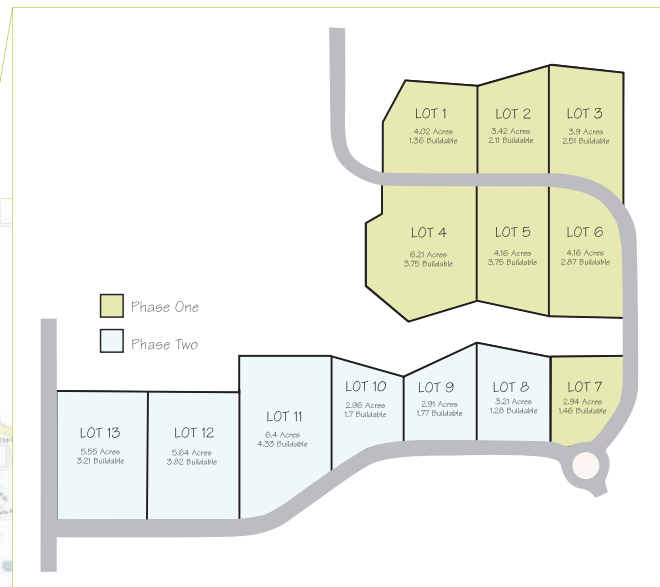 LOT 1
4.02 Acres
1.36 Buildable
LOT 2
3.42 Acres
2.11 Buildable
LOT 3
3.9 Acres
2.51 Buildable
LOT 4
6.21 Acres
3.75 Buildable
LOT 5
4.16 Acres
3.75 Buildable
LOT 6
4.16 Acres
2.87 Buildable
Phase One
Phase Two
LOT 7
2.94 Acres
1.46 Buildable
LOT 8
3.21 Acres
1.28 Buildable
LOT 9
2.91 Acres
1.77 Buildable
LOT 10
2.96 Acres
1.7 Buildable
LOT 11
6.4 Acres
4.33 Buildable
LOT 12
5.64 Acres
3.82 Buildable
LOT 13
5.55 Acres
3.21 Buildable